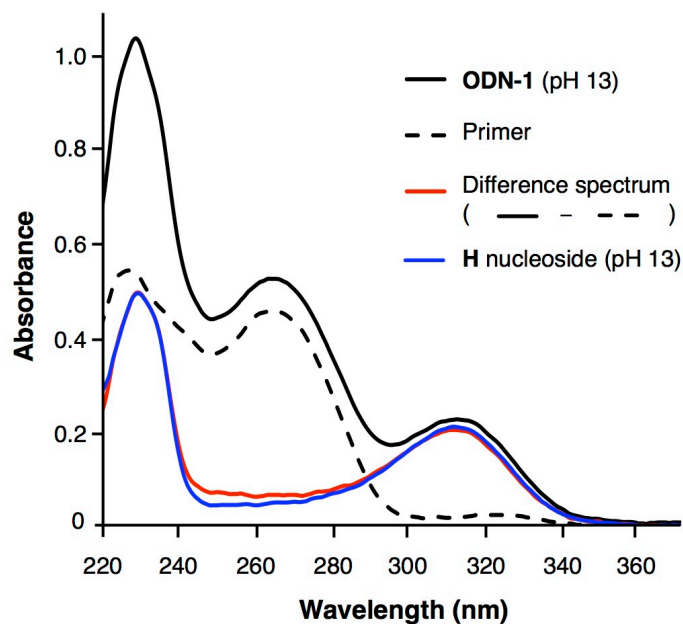 1.0
0.8
0.6
0.4
0.2
0
Absorbance
ODN-1 (pH 13)
Primer
Difference spectrum
( – )
H nucleoside (pH 13)
220 240 260 280 300 320 340 360
Wavelength (nm)